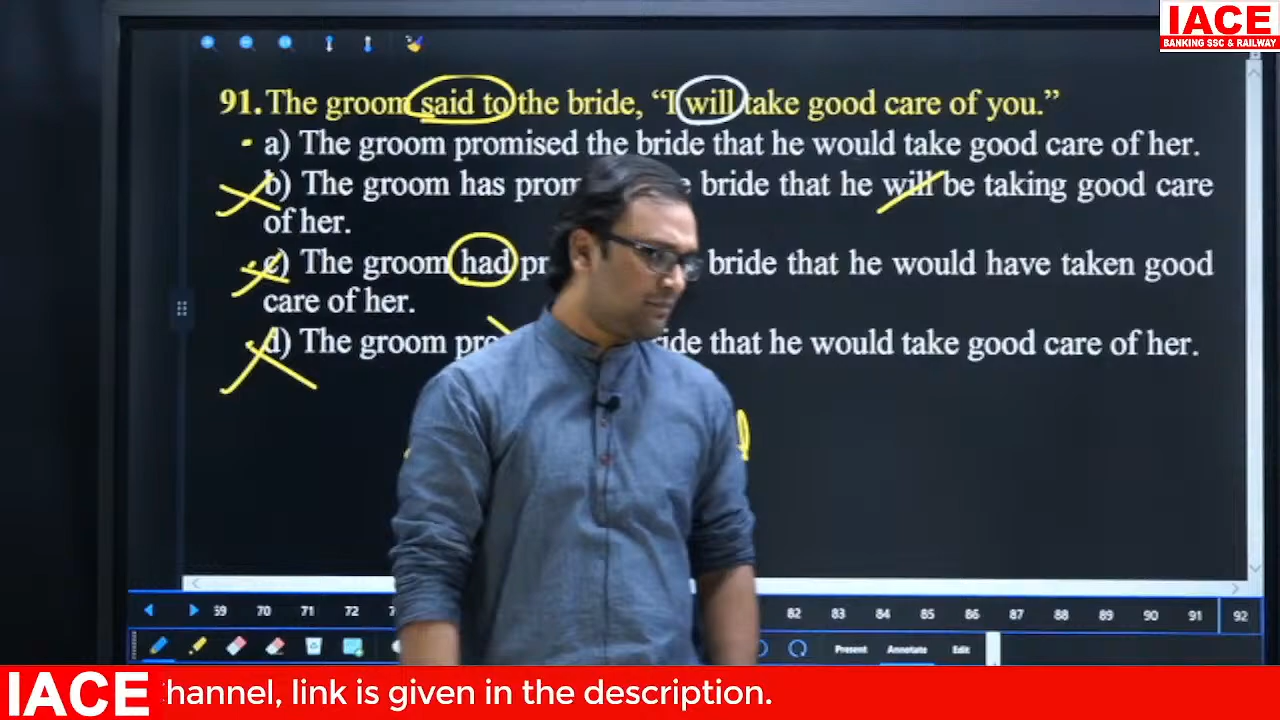 IACE
BANKING SSC & RAILWAY
91. The groom said to the bride, “I will take good care of you.”
a) The groom promised the bride that he would take good care of her.
b) The groom has bride that he will be taking good care
of her.
c) The groom had bride that he would have taken good
care of her.
d) The groom that he would take good care of her.
69 70 71 72 82 83 84 85 86 87 88 89 90 91 92
Present Annotate Edit
IACE hannel, link is given in the description.